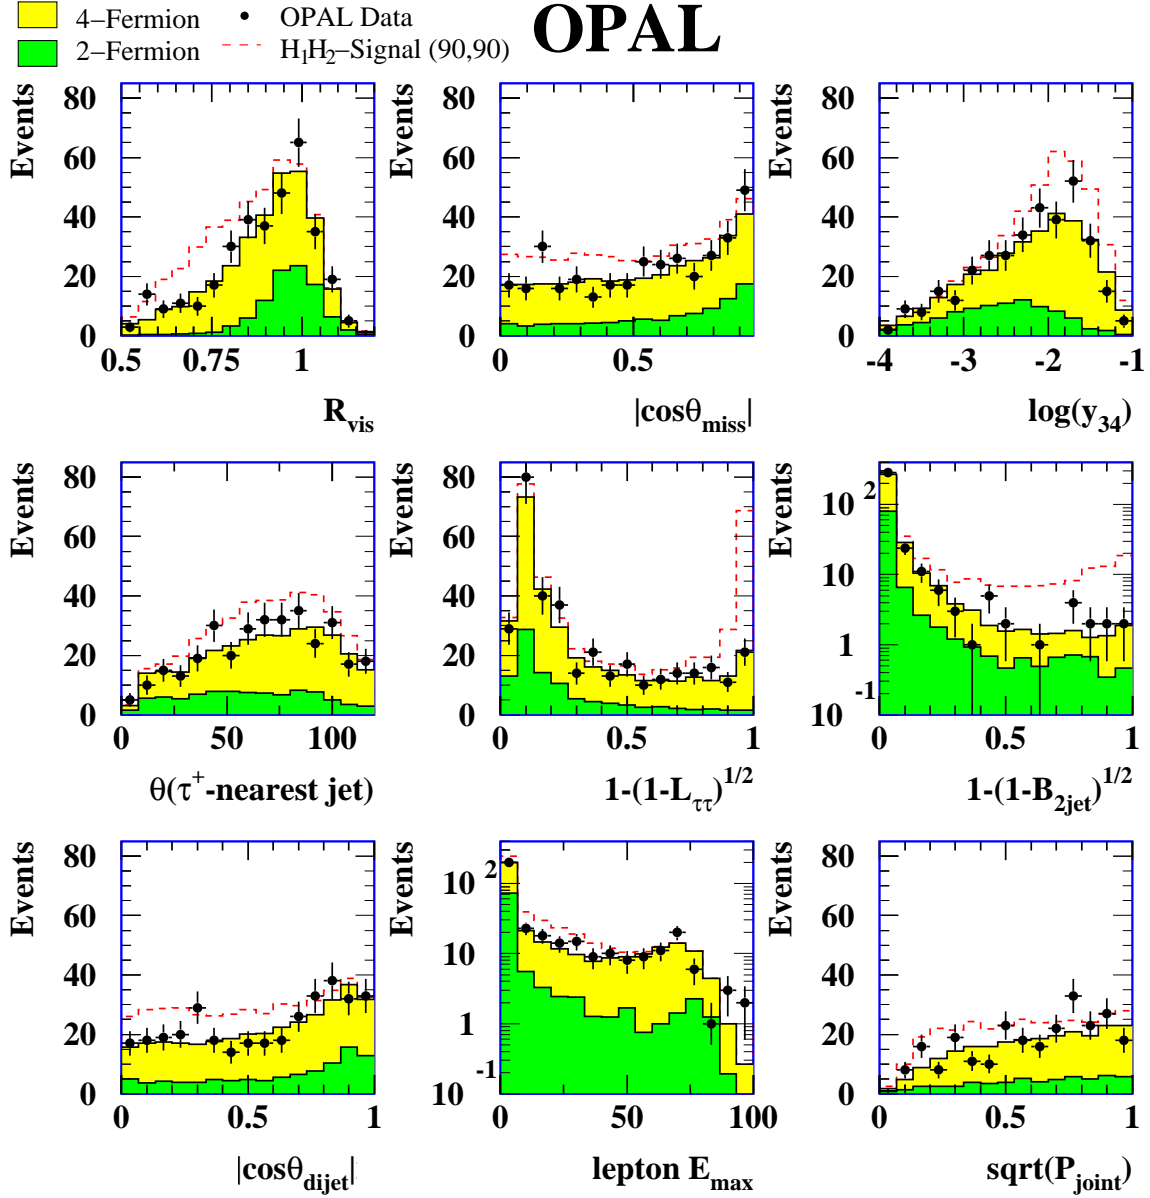 4−Fermion
OPAL Data
OPAL
2−Fermion
H1H2−Signal (90,90)
Events
80
60
40
20
0
0.5 0.75 1
Rvis
Events
80
60
40
20
0
0 0.5
|cosθmiss|
Events
80
60
40
20
0
-4 -3 -2 -1
log(y34)
Events
80
60
40
20
0
0 50 100
θ(τ+-nearest jet)
Events
80
60
40
20
0
0 0.5 1
1-(1-Lττ)1/2
Events
10 2
10
1
10 -1
0 0.5 1
1-(1-B2jet)1/2
Events
80
60
40
20
0
0 0.5 1
|cosθdijet|
Events
10 2
10
1
10 -1
0 50 100
lepton Emax
Events
80
60
40
20
0
0 0.5 1
sqrt(Pjoint)